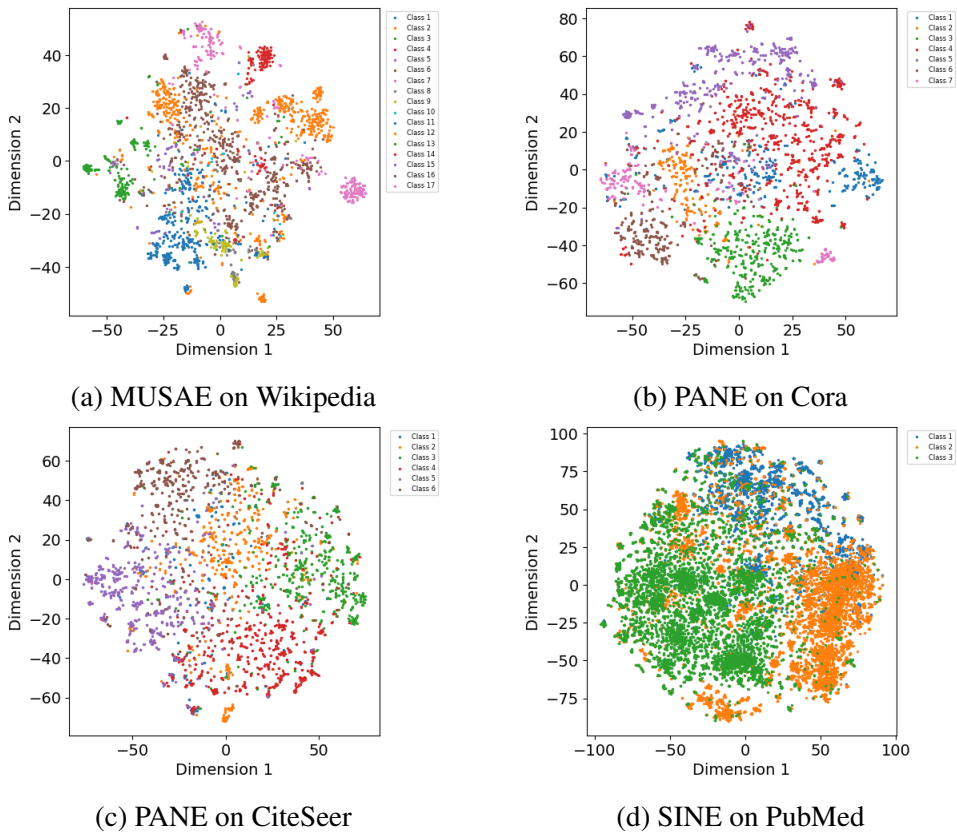 Dimension 2
40
20
0
−20
−40
−50
−25
0
25
50
Dimension 1
Class 1
Class 2
Class 3
Class 4
Class 5
Class 6
Class 7
Class 8
Class 9
Class 10
Class 11
Class 12
Class 13
Class 14
Class 15
Class 16
Class 17
(a) MUSAE on Wikipedia
Dimension 2
80
60
40
20
0
−20
−40
−60
−50
−25
0
25
50
Dimension 1
Class 1
Class 2
Class 3
Class 4
Class 5
Class 6
Class 7
(b) PANE on Cora
Dimension 2
60
40
20
0
−20
−40
−60
−50
0
50
Dimension 1
Class 1
Class 2
Class 3
Class 4
Class 5
Class 6
(c) PANE on CiteSeer
Dimension 2
100
75
50
25
0
−25
−50
−75
−100
−50
0
50
100
Dimension 1
Class 1
Class 2
Class 3
(d) SINE on PubMed